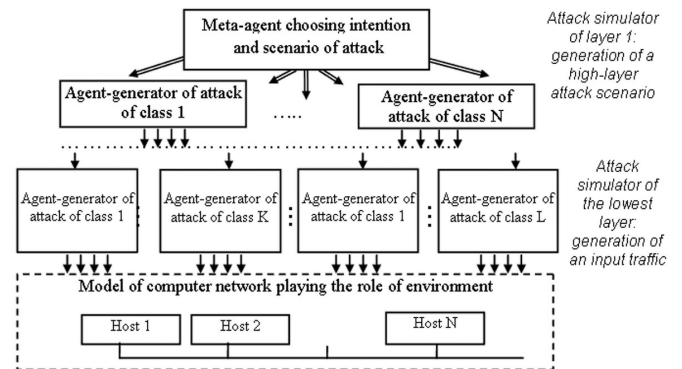 Meta-agent choosing intention
and scenario of attack
Attack simulator
of layer 1:
generation of a
high-layer
attack scenario
Agent-generator of attack
of class 1
.....
Agent-generator of
attack of class N
Agent-generator of
attack of class 1
Agent-generator of
attack of class K
Agent-generator of
attack of class 1
Agent-generator of
attack of class L
Attack
simulator of
the lowest
layer:
generation of
an input traffic
Model of computer network playing the role of environment
Host 1
Host 2
Host N